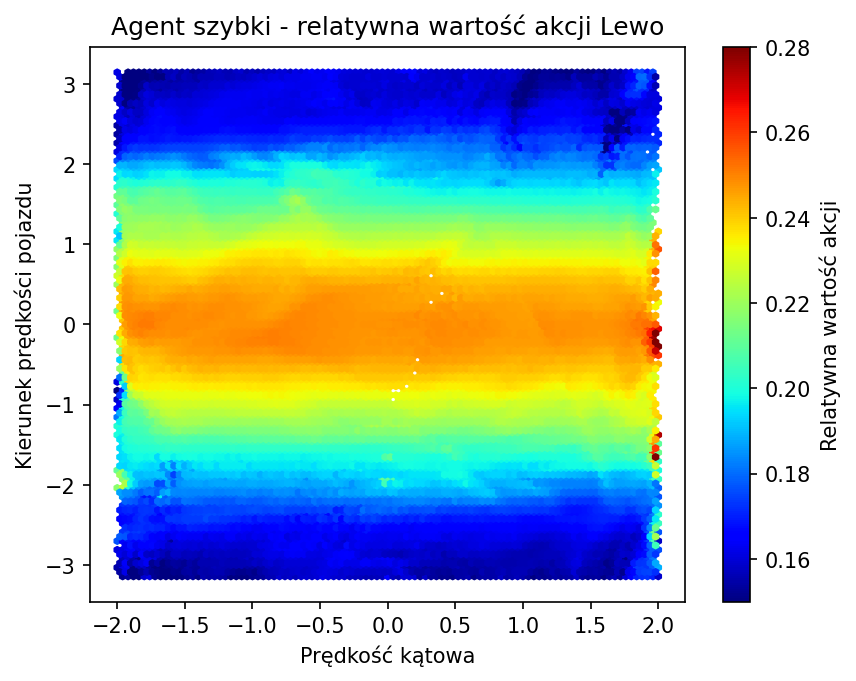 Agent szybki - relatywna wartość akcji Lewo
Kierunek prędkości pojazdu
3
2
1
0
−1
−2
−3
−2.0 −1.5 −1.0 −0.5 0.0 0.5 1.0 1.5 2.0
Prędkość kątowa
0.28
0.26
0.24
0.22
0.20
0.18
0.16
Relatywna wartość akcji